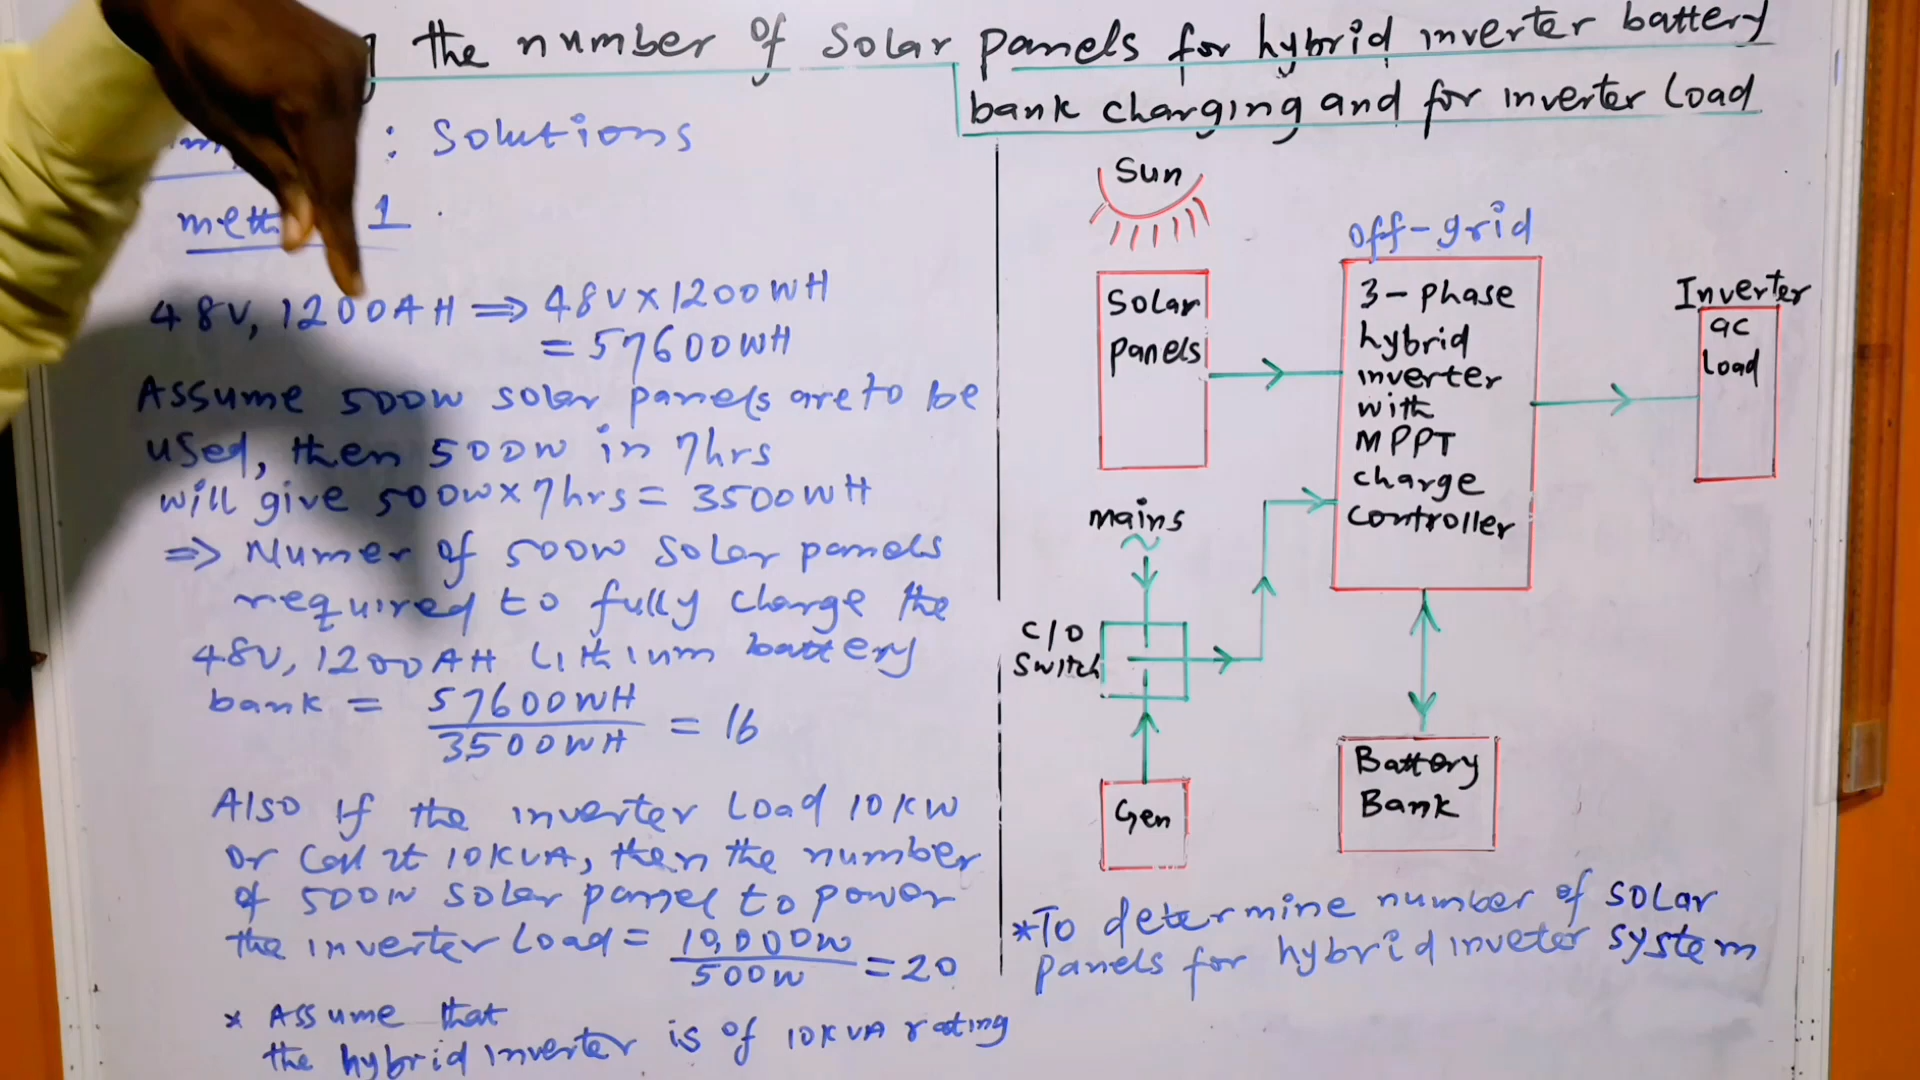 the number of Solar panels for hybrid inverter battery
bank charging and for inverter load
: Solutions
1
48V, 1200AH => 48V x 1200WH
= 57600WH
Assume 500W solar panels are to be
used, then 500W in 7hrs
will give 500W x 7hrs = 3500WH
=> Numer of 500W Solar panels
required to fully charge the
48V, 1200AH Lithium battery
bank = 57600WH
3500WH = 16
Also if the inverter load 10KW
or call it 10KVA, then the number
of 500W solar panel to power
the inverter load = 10,000W
500W = 20
* Assume that
the hybrid inverter is of 10KVA rating
Sun
Solar
panels
off-grid
3-phase
hybrid
inverter
with
MPPT
charge
controller
Inverter
ac
load
mains
~
C/O
Switch
Gen
Battery
Bank
*To determine number of solar
panels for hybrid inveter system